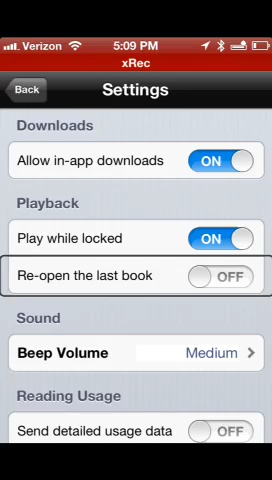 Verizon 5:09 PM
xRec
Back Settings
Downloads
Allow in-app downloads ON
Playback
Play while locked ON
Re-open the last book OFF
Sound
Beep Volume Medium
Reading Usage
Send detailed usage data OFF